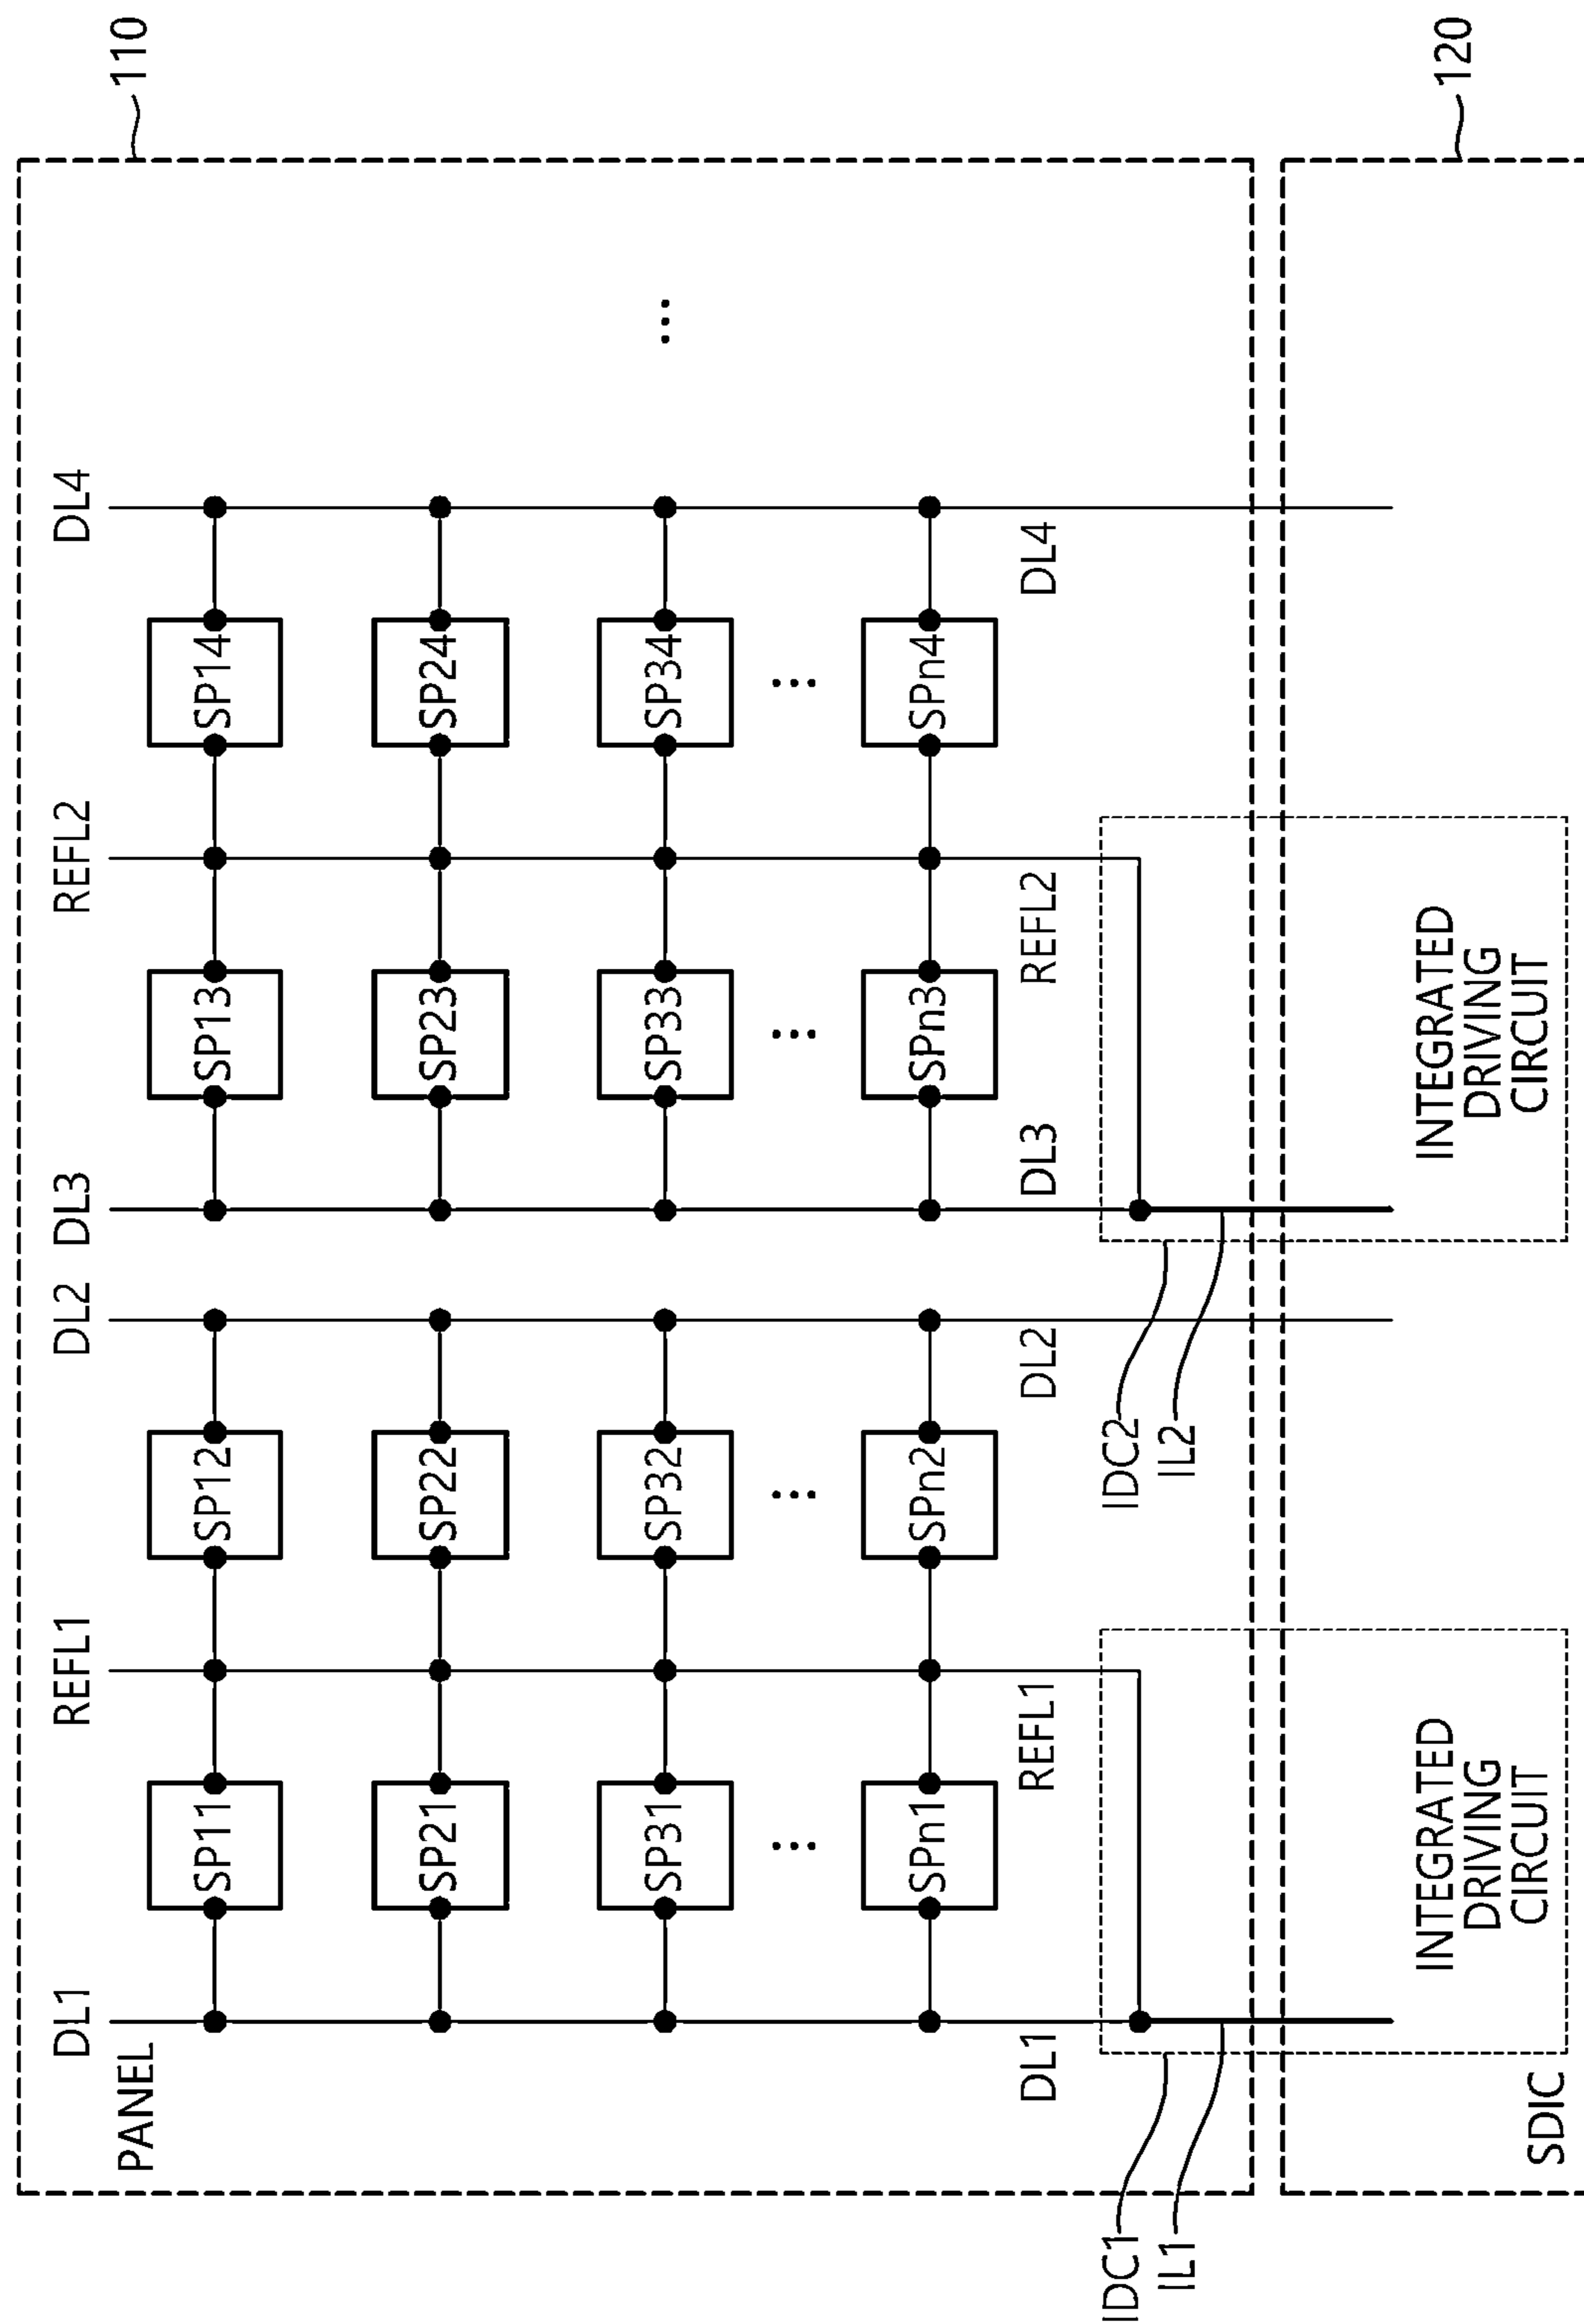 110
DL1 REFL1 DL2 DL3 REFL2 DL4
PANEL
SP11 SP12 SP13 SP14
SP21 SP22 SP23 SP24
SP31 SP32 SP33 SP34
... ... ... ... ...
SPn1 SPn2 SPn3 SPn4
DL1 REFL1 DL2 DL3 REFL2 DL4
IDC1 IDC2
IL1 IL2
120
INTEGRATED INTEGRATED
DRIVING DRIVING
CIRCUIT CIRCUIT
SDIC